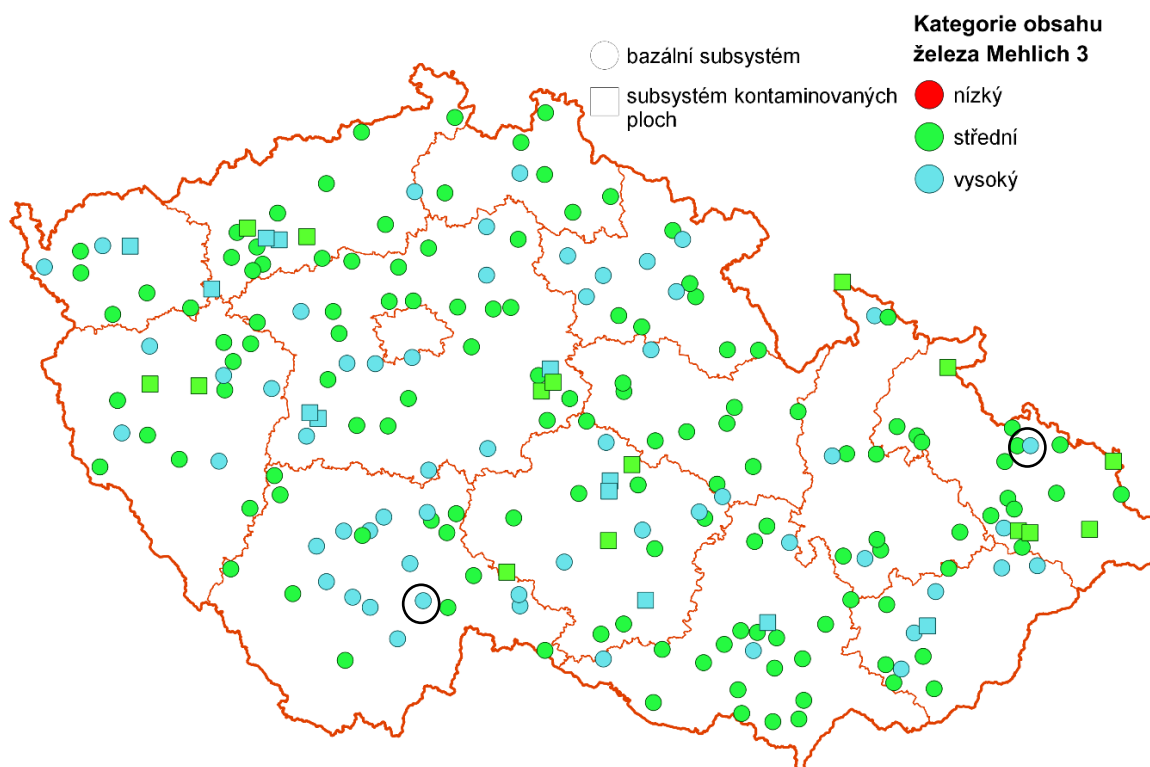 Kategorie obsahu
železa Mehlich 3
bazální subsystém
subsystém kontaminovaných
ploch
nízký
střední
vysoký